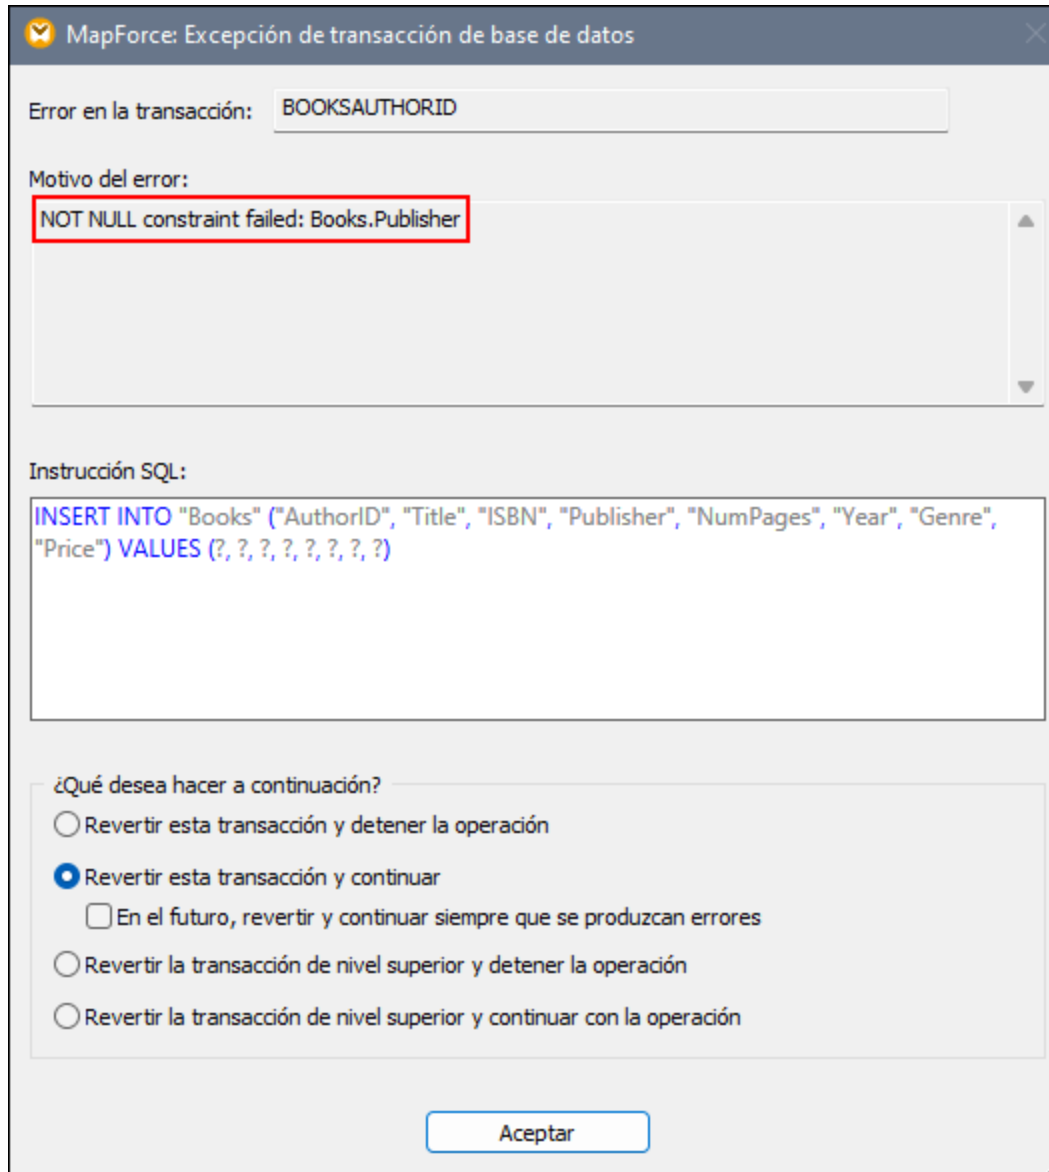 MapForce: Excepción de transacción de base de datos
Error en la transacción: BOOKSAUTHORID
Motivo del error:
NOT NULL constraint failed: Books.Publisher
Instrucción SQL:
INSERT INTO "Books" ("AuthorID", "Title", "ISBN", "Publisher", "NumPages", "Year", "Genre",
"Price") VALUES (?, ?, ?, ?, ?, ?, ?, ?)
¿Qué desea hacer a continuación?
Revertir esta transacción y detener la operación
Revertir esta transacción y continuar
En el futuro, revertir y continuar siempre que se produzcan errores
Revertir la transacción de nivel superior y detener la operación
Revertir la transacción de nivel superior y continuar con la operación
Aceptar